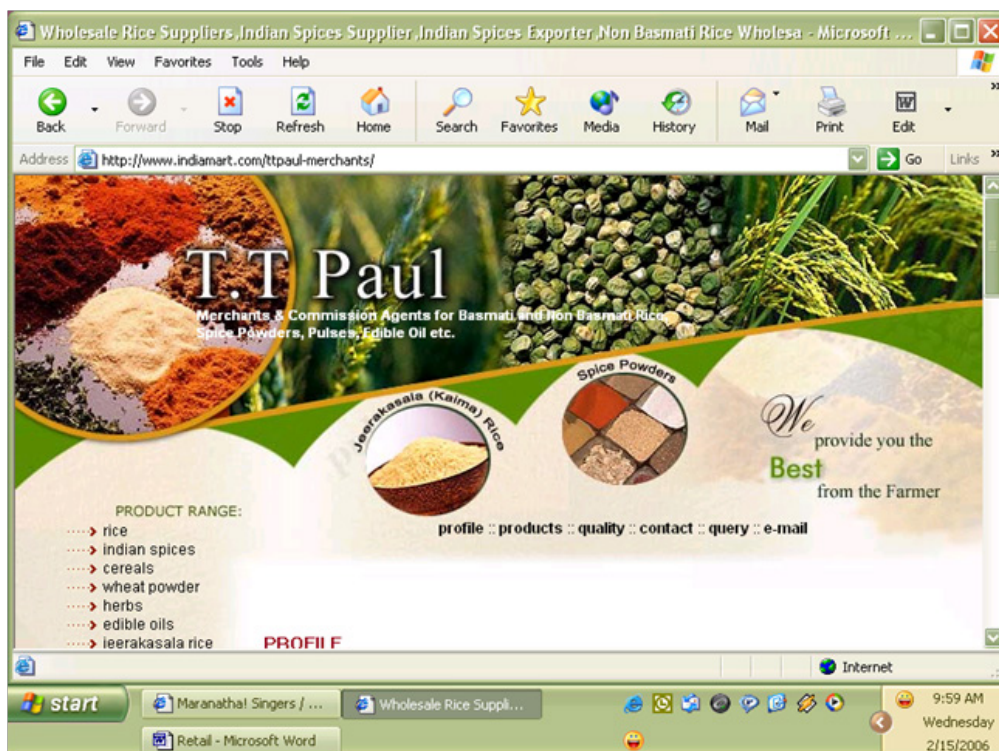 Wholesale Rice Suppliers,Indian Spices Supplier,Indian Spices Exporter,Non Basmati Rice Wholesa - Microsoft ...
File Edit View Favorites Tools Help
Back Forward Stop Refresh Home Search Favorites Media History Mail Print Edit
Address http://www.indiamart.com/ttpaul-merchants/ Go Links
T.T Paul
Merchants & Commission Agents for Basmati and Non Basmati Rice,
Spice Powders, Pulses, Edible Oil etc.
Jeerakasala (Kaima) Rice
Spice Powders
We
provide you the
Best
from the Farmer
profile :: products :: quality :: contact :: query :: e-mail
PRODUCT RANGE:
rice
indian spices
cereals
wheat powder
herbs
edible oils
jeerakasala rice
PROFILE
Internet
start Maranatha! Singers / ... Wholesale Rice Suppli... 9:59 AM
Wednesday
Retail - Microsoft Word 2/15/2006